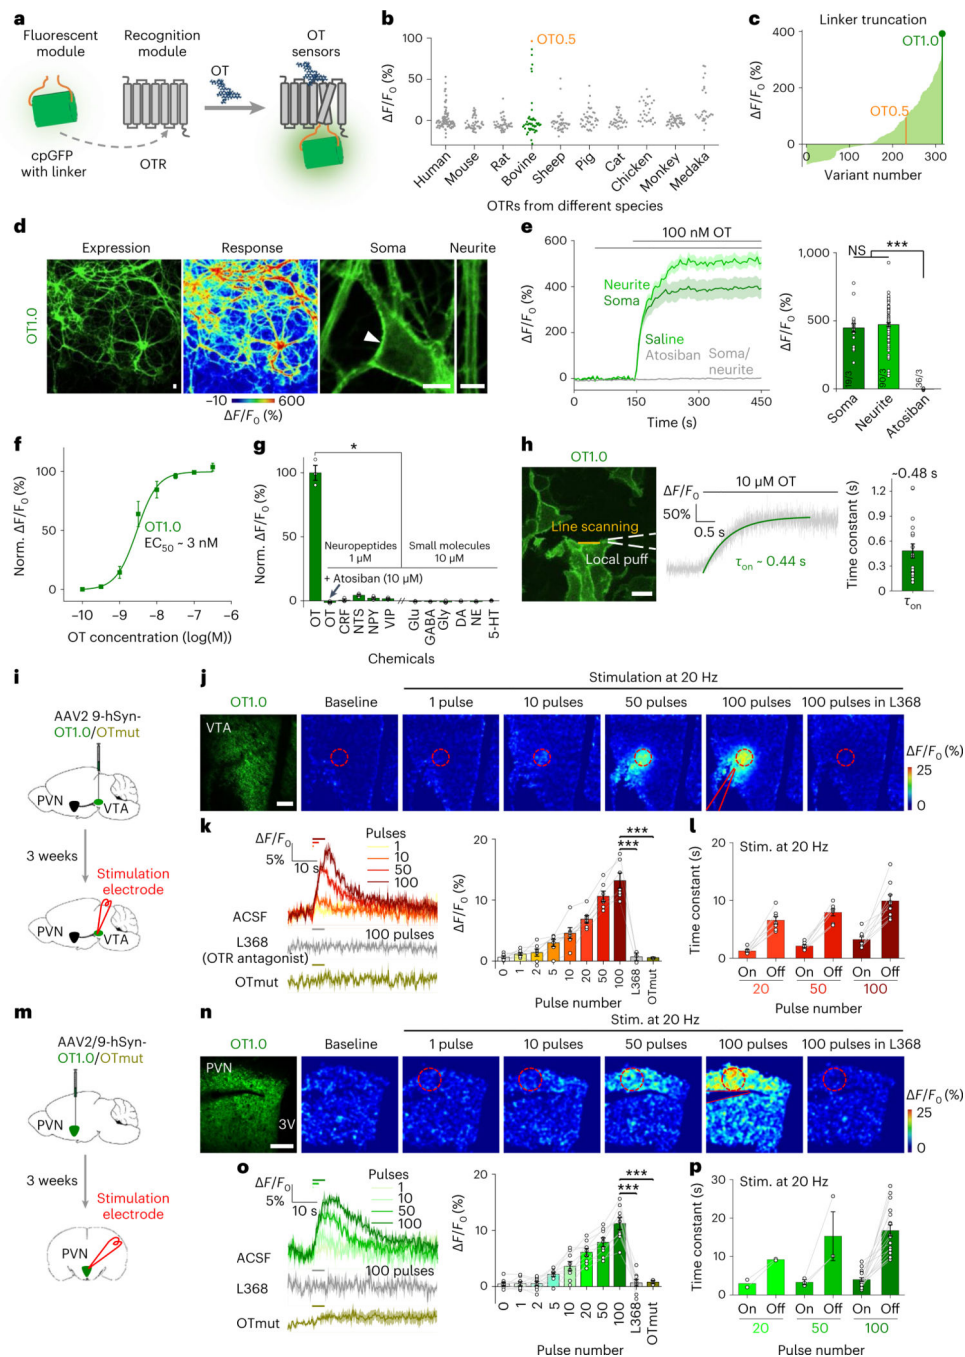 a
Fluorescent module
Recognition module
OT sensors
OT
cpGFP with linker
OTR
b
ΔF/F0 (%)
100
50
0
OT0.5
Human
Mouse
Rat
Bovine
Sheep
Pig
Cat
Chicken
Monkey
Medaka
OTRs from different species
c
Linker truncation
OT1.0
ΔF/F0 (%)
400
200
0
OT0.5
0 100 200 300
Variant number
d
Expression
Response
Soma
Neurite
OT1.0
−10 600
ΔF/F0 (%)
e
100 nM OT
ΔF/F0 (%)
600
400
200
0
Neurite
Soma
Saline
Atosiban
Soma/neurite
0 150 300 450
Time (s)
ΔF/F0 (%)
1,000
500
0
NS
***
19/3
90/3
36/3
Soma
Neurite
Atosiban
f
Norm. ΔF/F0 (%)
100
50
0
OT1.0
EC50 ~ 3 nM
−10 −9 −8 −7 −6
OT concentration (log(M))
g
Norm. ΔF/F0 (%)
100
50
0
*
Neuropeptides 1 µM
Small molecules 10 µM
+ Atosiban (10 µM)
OT
OT
CRF
NTS
NPY
VIP
Glu
GABA
Gly
DA
NE
5-HT
Chemicals
h
OT1.0
Line scanning
Local puff
ΔF/F0
50%
0.5 s
10 µM OT
τon ~ 0.44 s
~0.48 s
Time constant (s)
1.2
0.9
0.6
0.3
0
τon
i
AAV2 9-hSyn-
OT1.0/OTmut
PVN
VTA
3 weeks
Stimulation electrode
VTA
j
Stimulation at 20 Hz
OT1.0
Baseline
1 pulse
10 pulses
50 pulses
100 pulses
100 pulses in L368
VTA
ΔF/F0 (%)
25
0
k
ΔF/F0
5%
10 s
Pulses
1
10
50
100
ACSF
100 pulses
L368
(OTR antagonist)
OTmut
ΔF/F0 (%)
20
10
0
***
***
0 1 2 5 10 20 50 100 L368 OTmut
Pulse number
l
Stim. at 20 Hz
Time constant (s)
20
10
0
On Off On Off On Off
20 50 100
Pulse number
m
AAV2/9-hSyn-
OT1.0/OTmut
PVN
3 weeks
Stimulation electrode
PVN
n
Stim. at 20 Hz
OT1.0
Baseline
1 pulse
10 pulses
50 pulses
100 pulses
100 pulses in L368
PVN
3V
ΔF/F0 (%)
25
0
o
ΔF/F0
5%
10 s
Pulses
1
10
50
100
ACSF
100 pulses
L368
OTmut
ΔF/F0 (%)
20
10
0
***
***
0 1 2 5 10 20 50 100 L368 OTmut
Pulse number
p
Stim. at 20 Hz
Time constant (s)
30
20
10
0
On Off On Off On Off
20 50 100
Pulse number